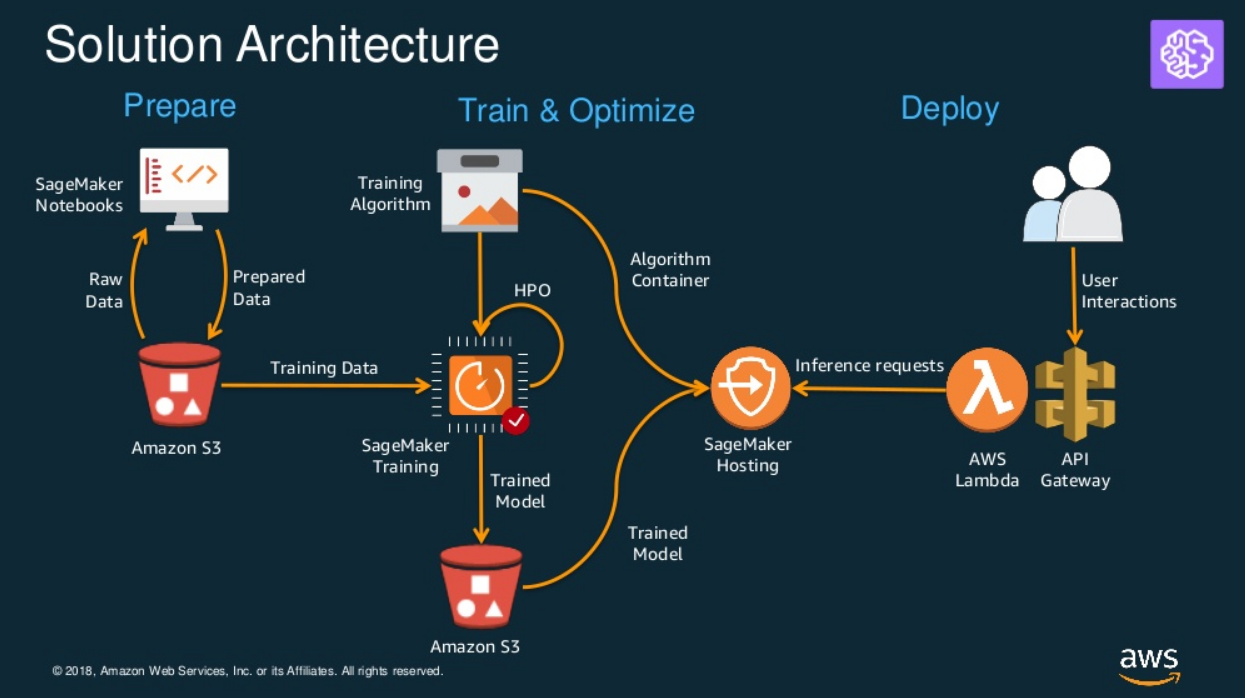 Solution Architecture
Prepare
Train & Optimize
Deploy
SageMaker
Notebooks
Raw
Data
Prepared
Data
Amazon S3
Training Data
Training
Algorithm
HPO
Algorithm
Container
SageMaker
Training
Trained
Model
Amazon S3
Trained
Model
SageMaker
Hosting
Inference requests
User
Interactions
AWS
Lambda
API
Gateway
© 2018, Amazon Web Services, Inc. or its Affiliates. All rights reserved.
aws